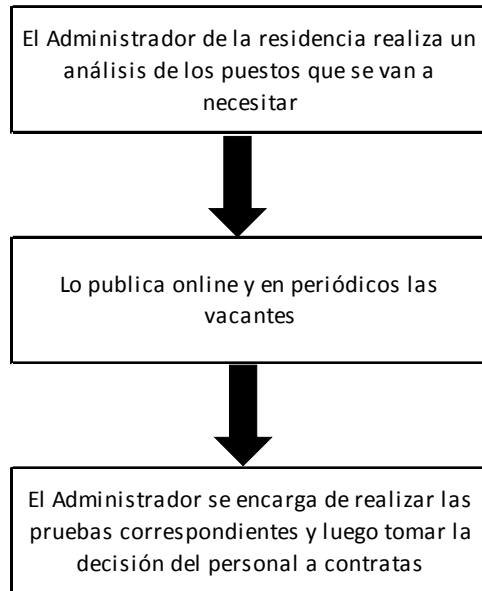 El Administrador de la residencia realiza un
análisis de los puestos que se van a
necesitar
Lo publica online y en periódicos las
vacantes
El Administrador se encarga de realizar las
pruebas correspondientes y luego tomar la
decisión del personal a contratas